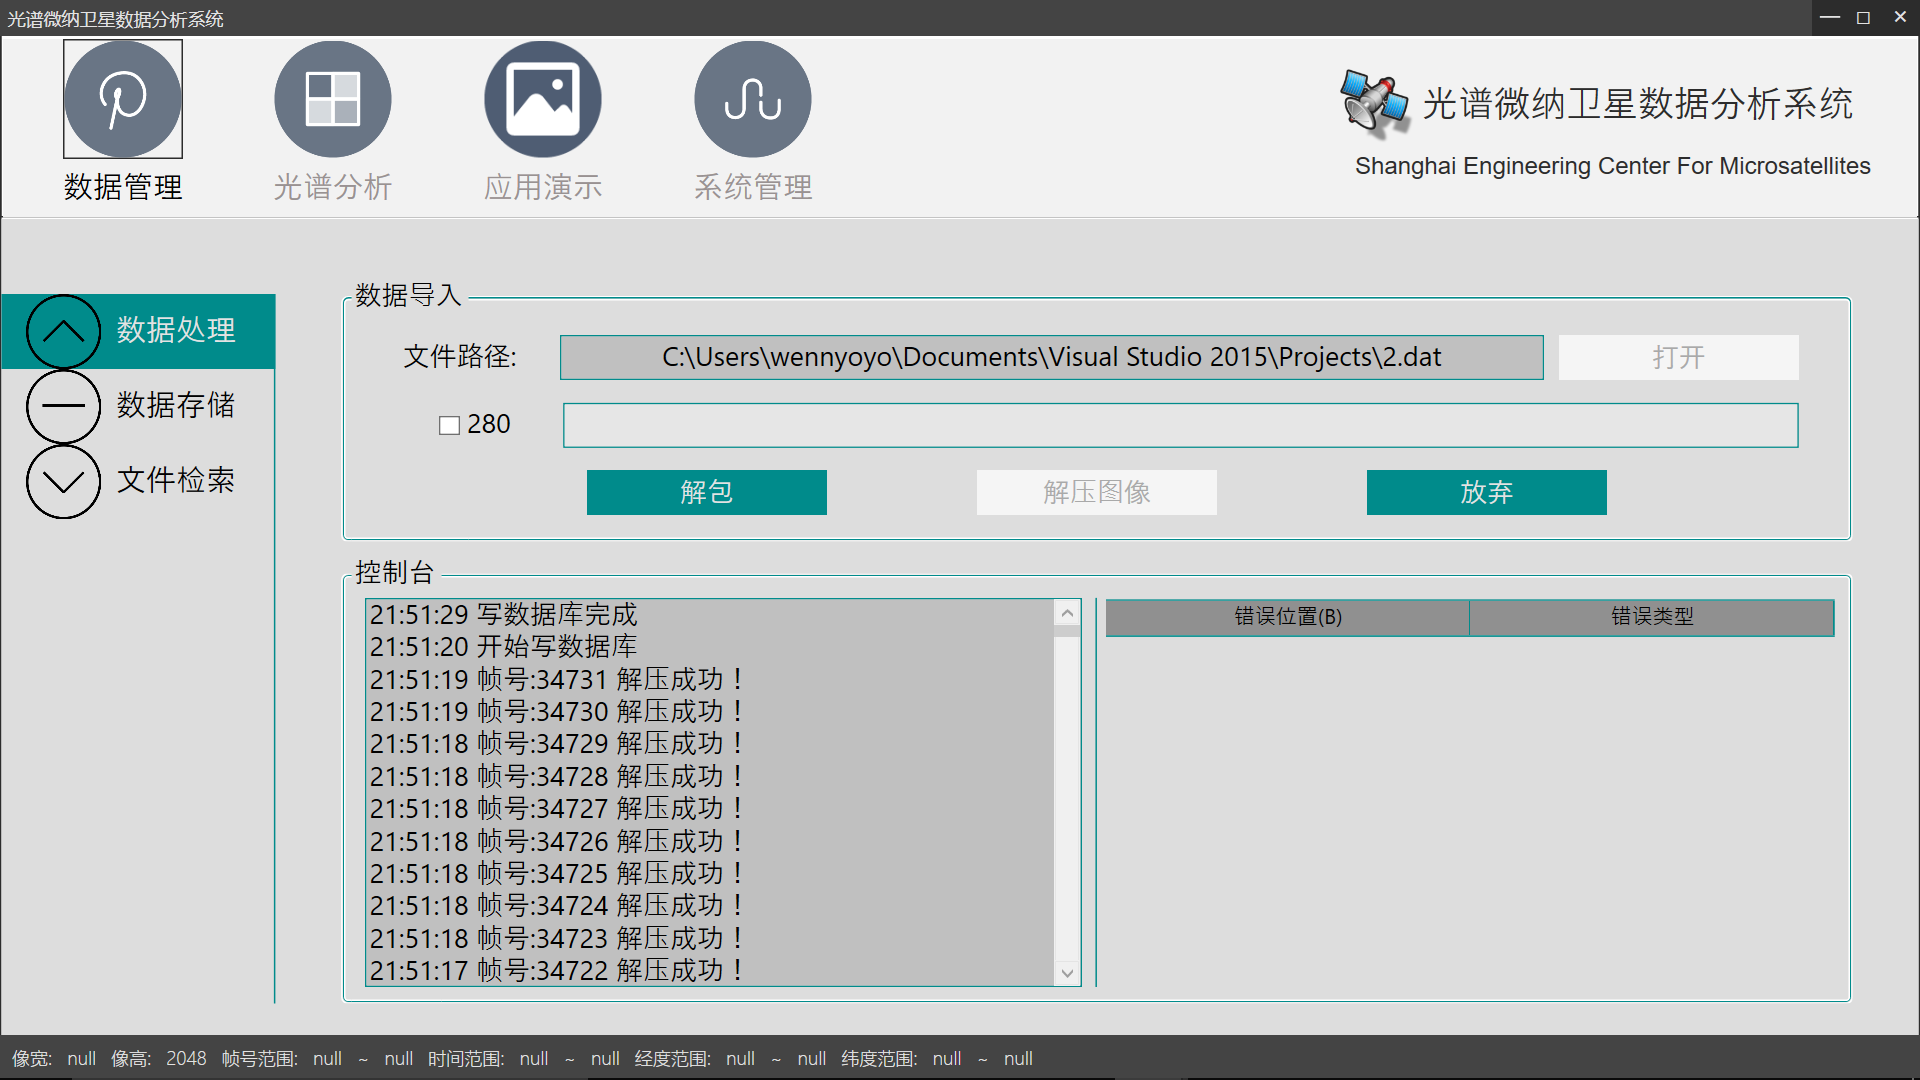 光谱微纳卫星数据分析系统
数据管理
光谱分析
应用演示
系统管理
光谱微纳卫星数据分析系统
Shanghai Engineering Center For Microsatellites
数据处理
数据存储
文件检索
数据导入
文件路径: C:\Users\wennyoyo\Documents\Visual Studio 2015\Projects\2.dat 打开
280
解包 解压图像 放弃
控制台
21:51:29 写数据库完成
21:51:20 开始写数据库
21:51:19 帧号:34731 解压成功！
21:51:19 帧号:34730 解压成功！
21:51:18 帧号:34729 解压成功！
21:51:18 帧号:34728 解压成功！
21:51:18 帧号:34727 解压成功！
21:51:18 帧号:34726 解压成功！
21:51:18 帧号:34725 解压成功！
21:51:18 帧号:34724 解压成功！
21:51:18 帧号:34723 解压成功！
21:51:17 帧号:34722 解压成功！
错误位置(B) 错误类型
像宽: null 像高: 2048 帧号范围: null ~ null 时间范围: null ~ null 经度范围: null ~ null 纬度范围: null ~ null